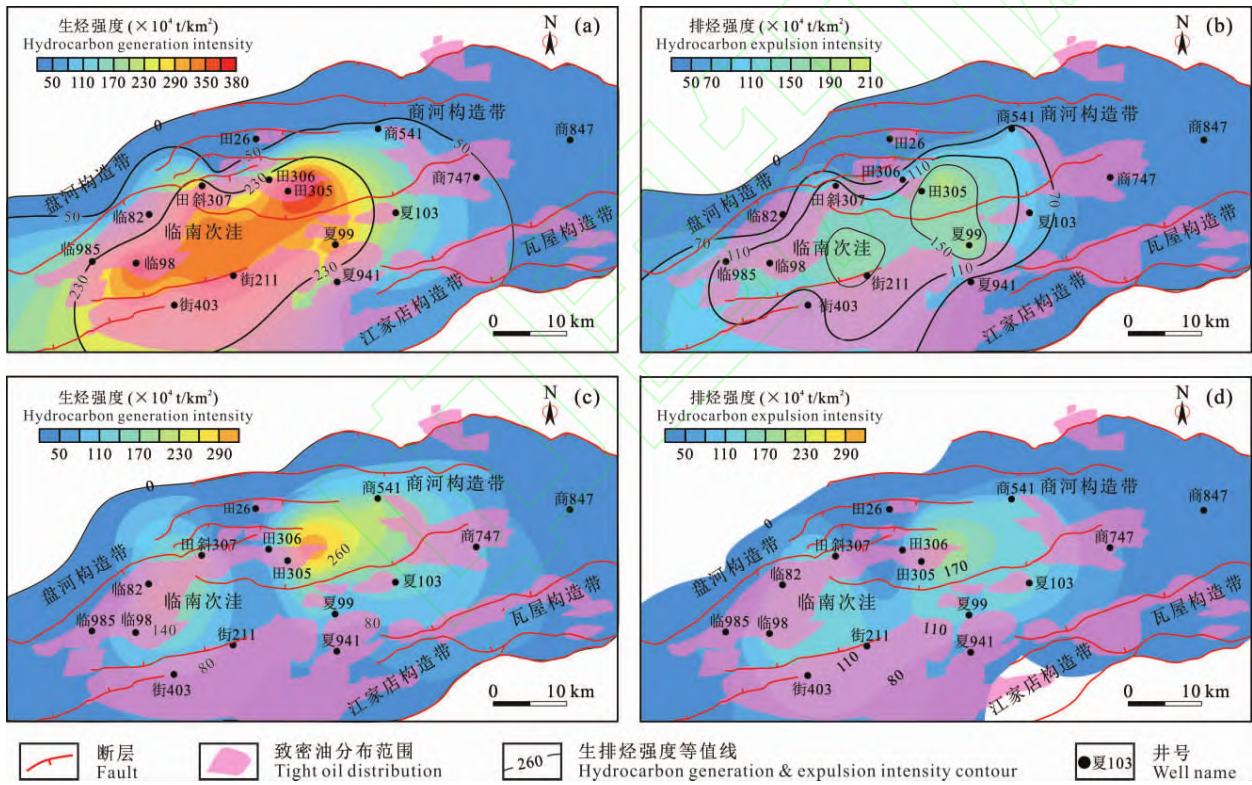 生烃强度 (×10⁴ t/km²)
Hydrocarbon generation intensity
50 110 170 230 290 350 380
N
(a)
0
50
50
50
230
230
230
盘河构造带
商河构造带
瓦屋构造带
江家店构造带
临南次洼
田26
商541
商847
田306
田305
商747
田斜307
临82
夏103
夏99
临985
临98
街211
夏941
街403
0 10 km
排烃强度 (×10⁴ t/km²)
Hydrocarbon expulsion intensity
50 70 110 150 190 210
N
(b)
0
70
70
110
110
110
150
盘河构造带
商河构造带
瓦屋构造带
江家店构造带
临南次洼
田26
商541
商847
田306
田305
商747
田斜307
临82
夏103
夏99
临985
临98
街211
夏941
街403
0 10 km
生烃强度 (×10⁴ t/km²)
Hydrocarbon generation intensity
50 110 170 230 290
N
(c)
0
260
140
80
80
盘河构造带
商河构造带
瓦屋构造带
江家店构造带
临南次洼
田26
商541
商847
田306
田305
商747
田斜307
临82
夏103
夏99
临985
临98
街211
夏941
街403
0 10 km
排烃强度 (×10⁴ t/km²)
Hydrocarbon expulsion intensity
50 110 170 230 290
N
(d)
0
170
110
110
80
盘河构造带
商河构造带
瓦屋构造带
江家店构造带
临南次洼
田26
商541
商847
田306
田305
商747
田斜307
临82
夏103
夏99
临985
临98
街211
夏941
街403
0 10 km
断层
Fault
致密油分布范围
Tight oil distribution
260
生排烃强度等值线
Hydrocarbon generation & expulsion intensity contour
夏103
井号
Well name